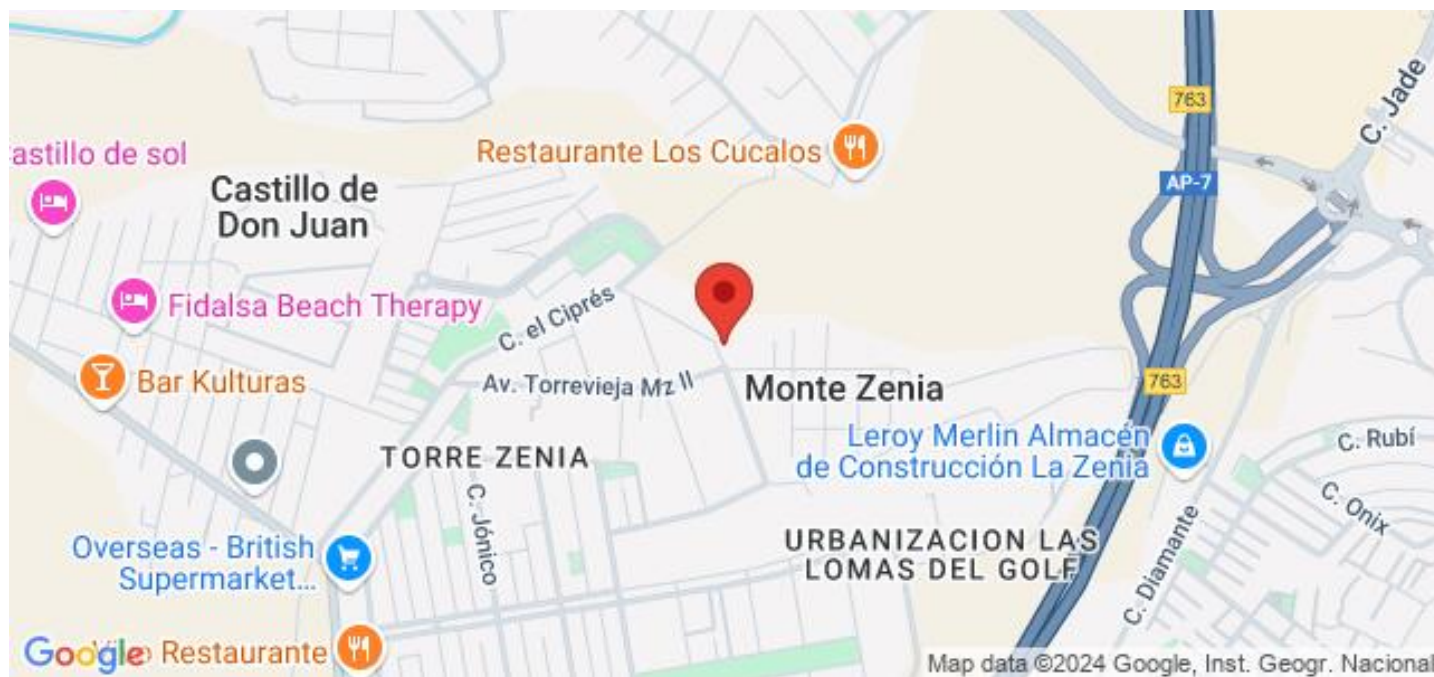 763
C. Jade
Restaurante Los Cucalos
astillo de sol
AP-7
Castillo de
Don Juan
Fidalsa Beach Therapy
C. el Ciprés
Bar Kulturas
Av. Torrevieja Mz II
Monte Zenia
763
Leroy Merlin Almacén
de Construcción La Zenia
C. Rubí
TORRE ZENIA
C. Onix
C. Jónico
Overseas - British
Supermarket...
URBANIZACION LAS
LOMAS DEL GOLF
C. Diamante
Google
Restaurante
Map data ©2024 Google, Inst. Geogr. Nacional